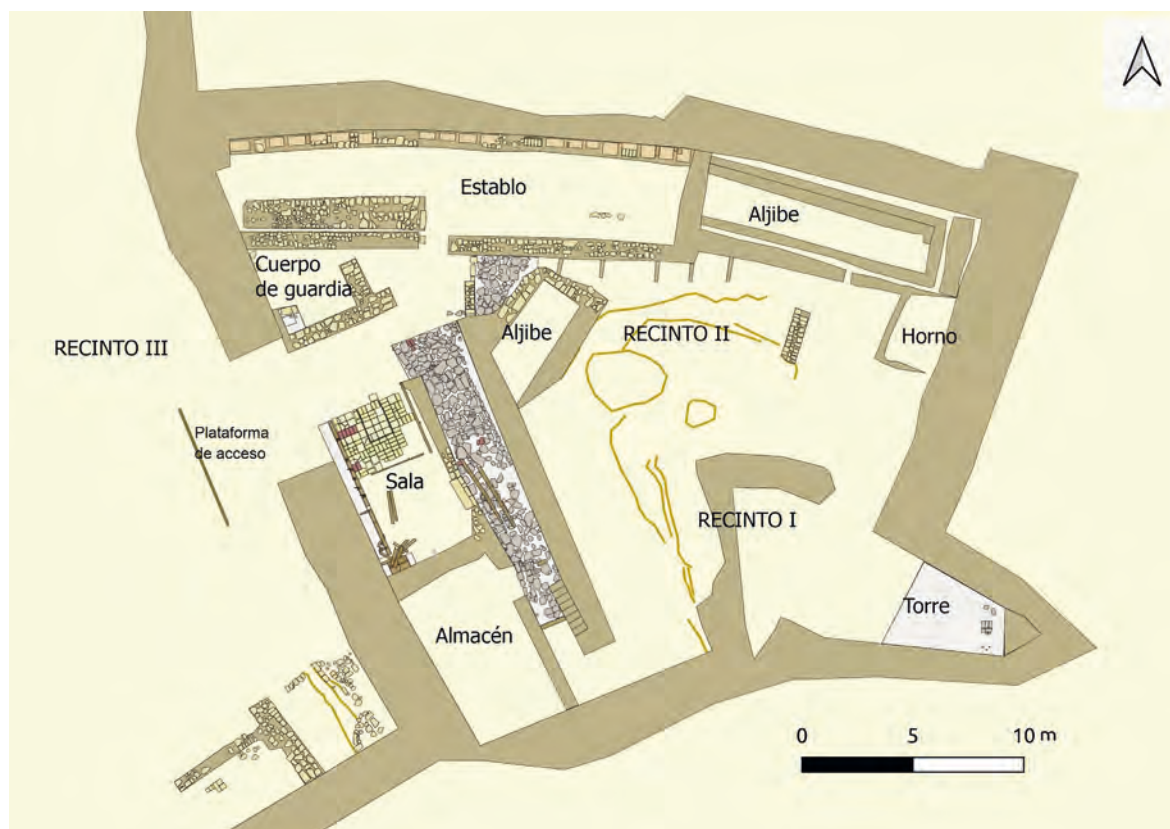 Establo
Aljibe
Cuerpo
de guardia
Aljibe
RECINTO II
Horno
RECINTO III
Plataforma
de acceso
Sala
RECINTO I
Torre
Almacén
0 5 10 m